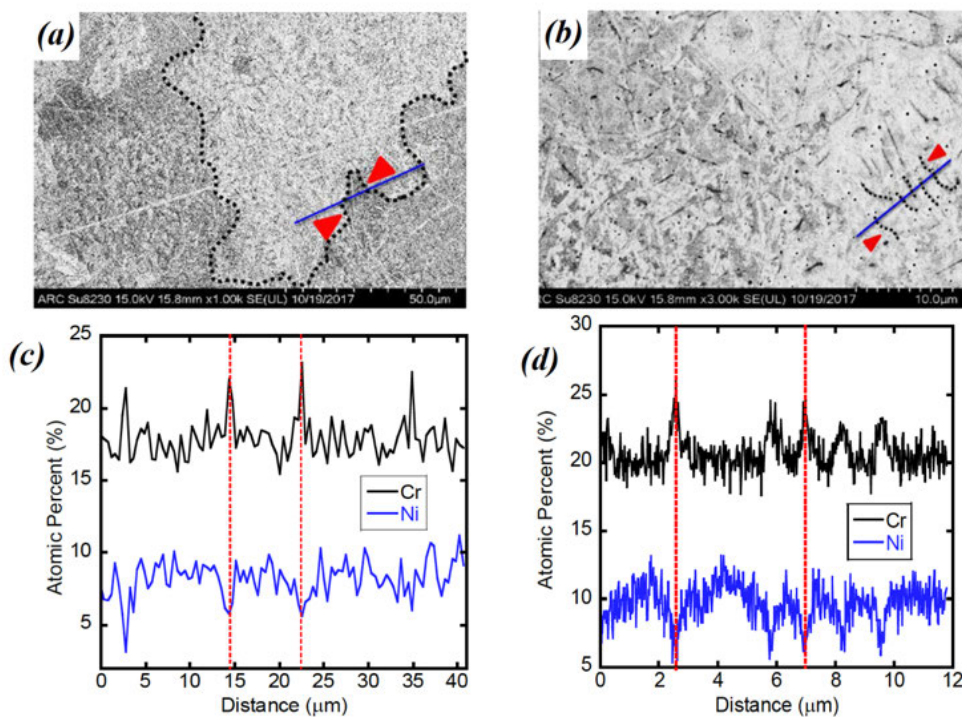 (a)
ARC Su8230 15.0kV 15.8mm x1.00k SE(UL) 10/19/2017 50.0µm
(b)
ARC Su8230 15.0kV 15.8mm x3.00k SE(UL) 10/19/2017 10.0µm
(c)
25
20
15
10
5
Atomic Percent (%)
Cr
Ni
0 5 10 15 20 25 30 35 40
Distance (µm)
(d)
30
25
20
15
10
5
Atomic Percent (%)
Cr
Ni
0 2 4 6 8 10 12
Distance (µm)